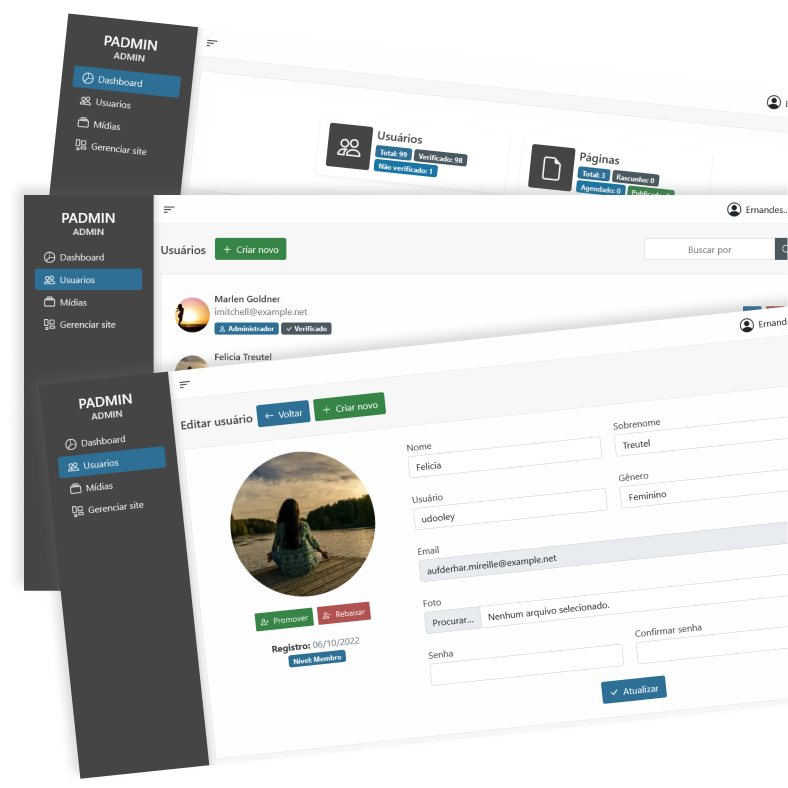 PADMIN
ADMIN
Dashboard
Usuarios
Mídias
Gerenciar site
Usuários
Total: 99 Verificado: 98
Não verificado: 1
Páginas
Total: 3 Rascunho: 0
Agendado: 0
PADMIN
ADMIN
Dashboard
Usuarios
Mídias
Gerenciar site
Ernandes..
Usuários + Criar novo
Buscar por
Marlen Goldner
imitchell@example.net
Administrador Verificado
Felicia Treutel
PADMIN
ADMIN
Dashboard
Usuarios
Mídias
Gerenciar site
Editar usuário ← Voltar + Criar novo
Promover Rebaixar
Registro: 06/10/2022
Nível: Membro
Nome
Felicia
Sobrenome
Treutel
Usuário
udooley
Gênero
Feminino
Email
aufderhar.mireille@example.net
Foto
Procurar... Nenhum arquivo selecionado.
Senha
Confirmar senha
Atualizar